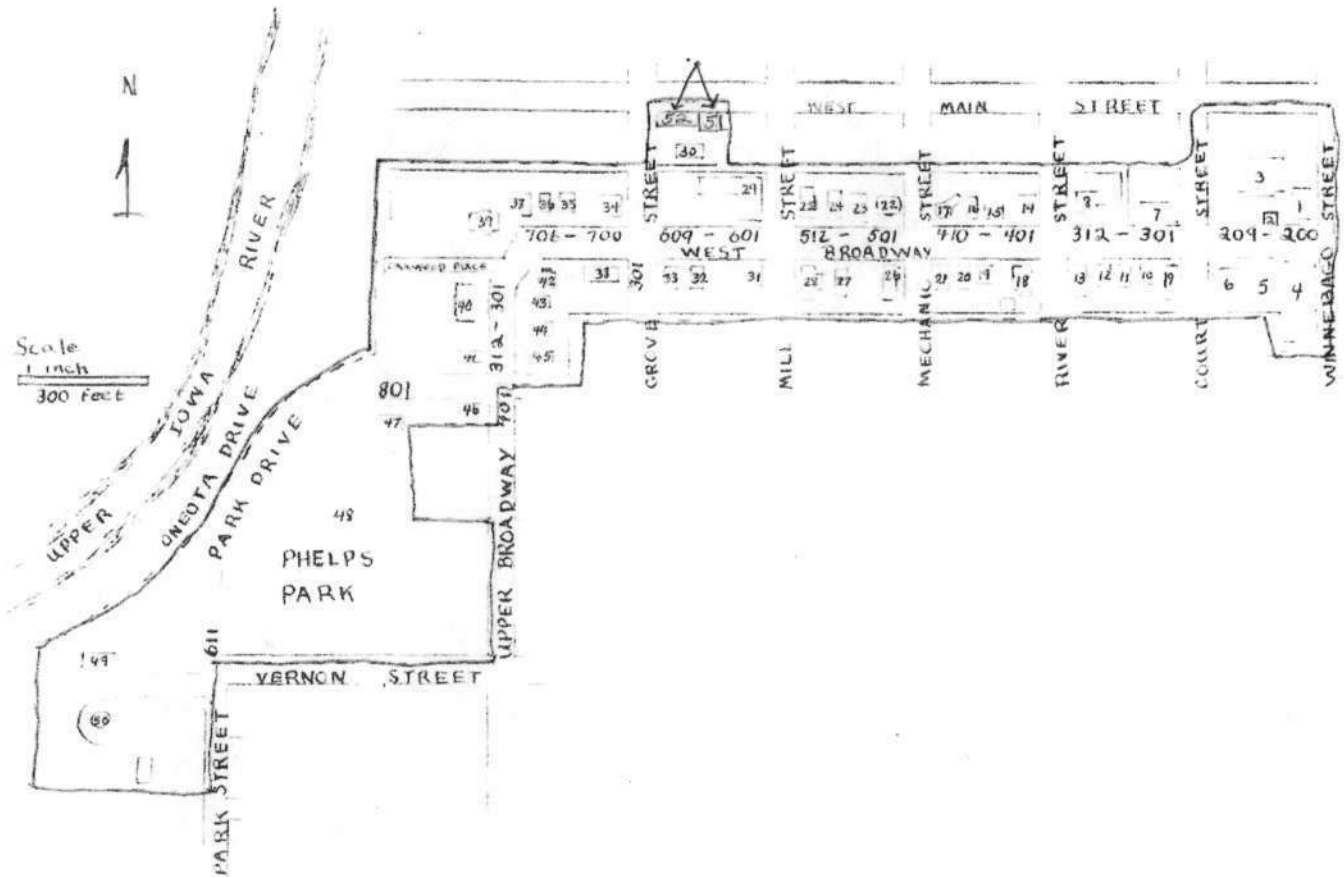 N
52 51
WEST MAIN STREET
30
STREET
STREET
STREET
STREET
STREET
STREET
3
29
37 36 35 34
25 24 23 (22)
17 16 15 14
8
7
1
2
39
706 - 700
609 - 601
512 - 501
410 - 401
312 - 301
209 - 200
WEST BROADWAY
42
38
301
33 32 31
28 27 26
21 20 19 18
13 12 11 10 9
6 5 4
40
43
312 - 301
44
45
RIVER
IOWA
UPPER
Scale
1 inch
300 feet
GROVE
MILL
MECHANIC
RIVER
COURT
WINNEBAGO
801
46
401
47
ONEOTA DRIVE
PARK DRIVE
48
PHELPS
PARK
UPPER BROADWAY
611
49
VERNON STREET
50
PARK STREET